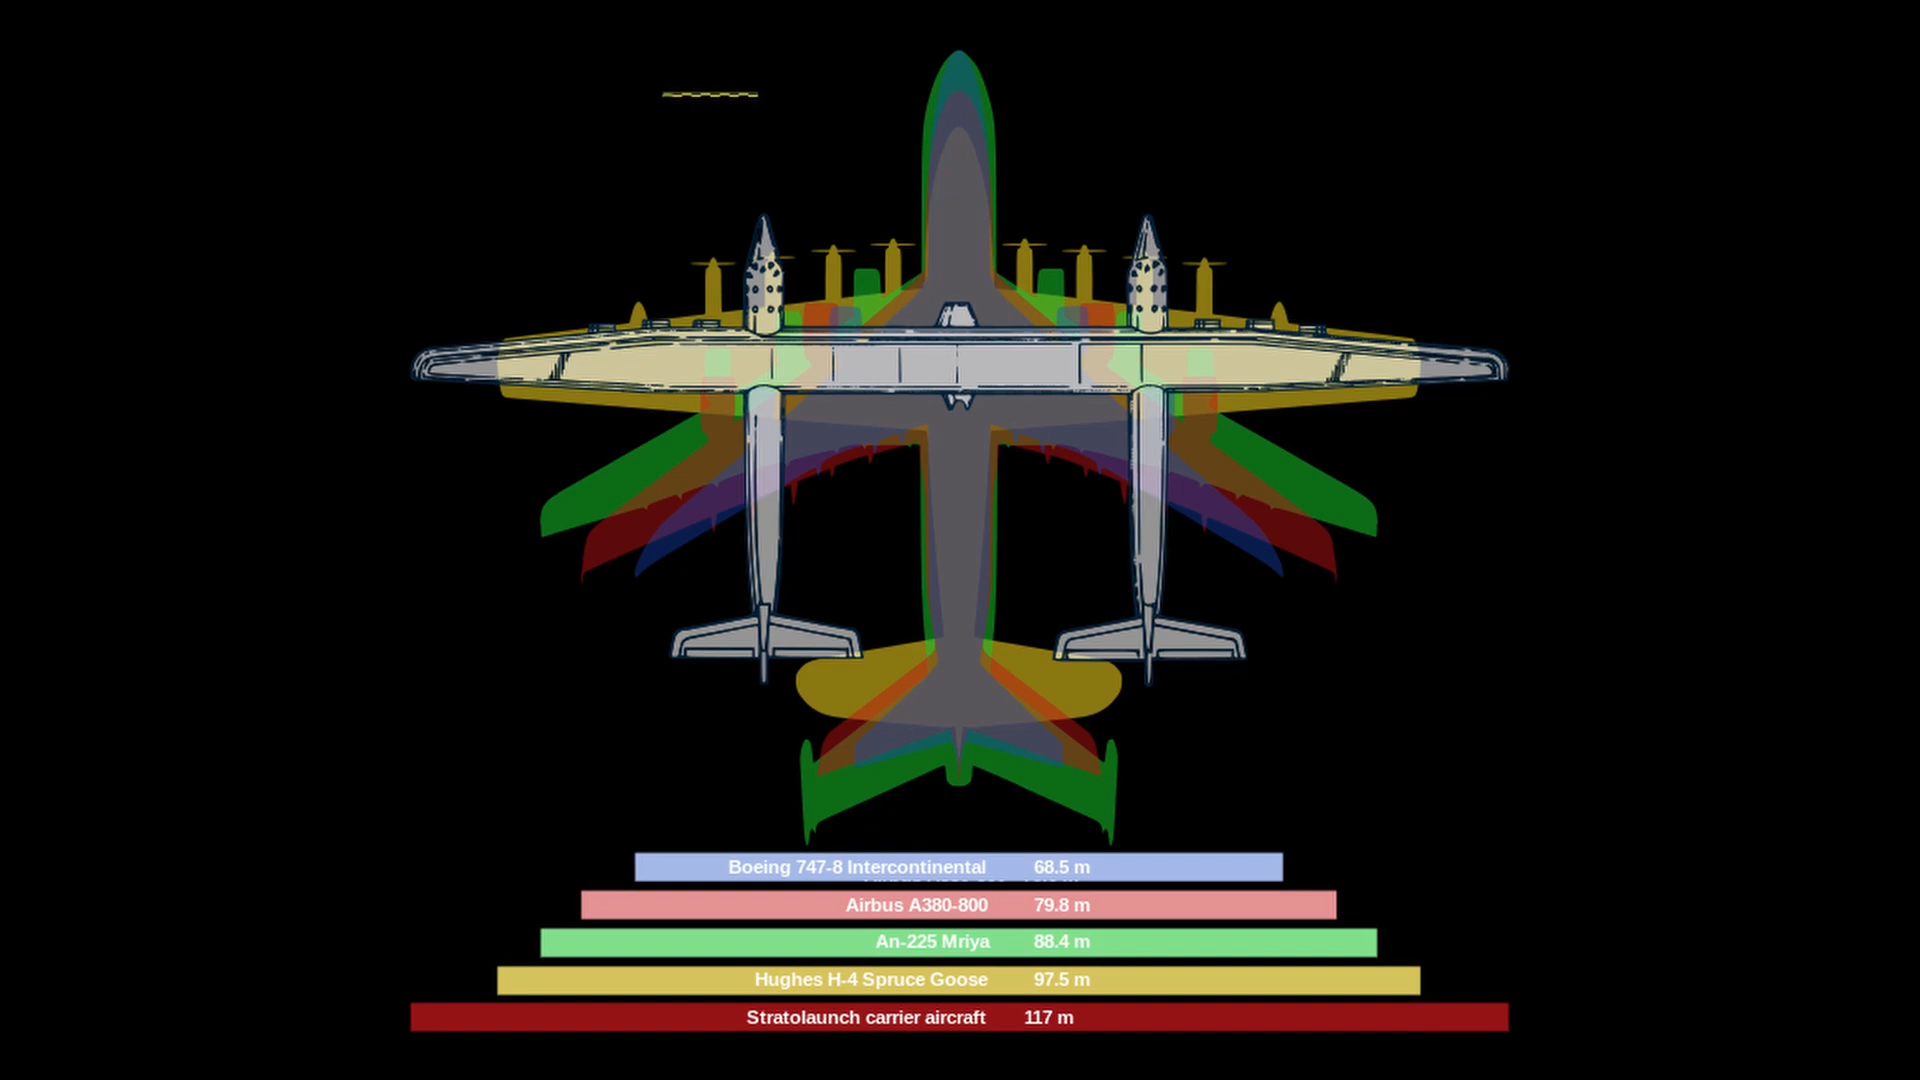 Boeing 747-8 Intercontinental 68.5 m
Airbus A380-800 79.8 m
An-225 Mriya 88.4 m
Hughes H-4 Spruce Goose 97.5 m
Stratolaunch carrier aircraft 117 m